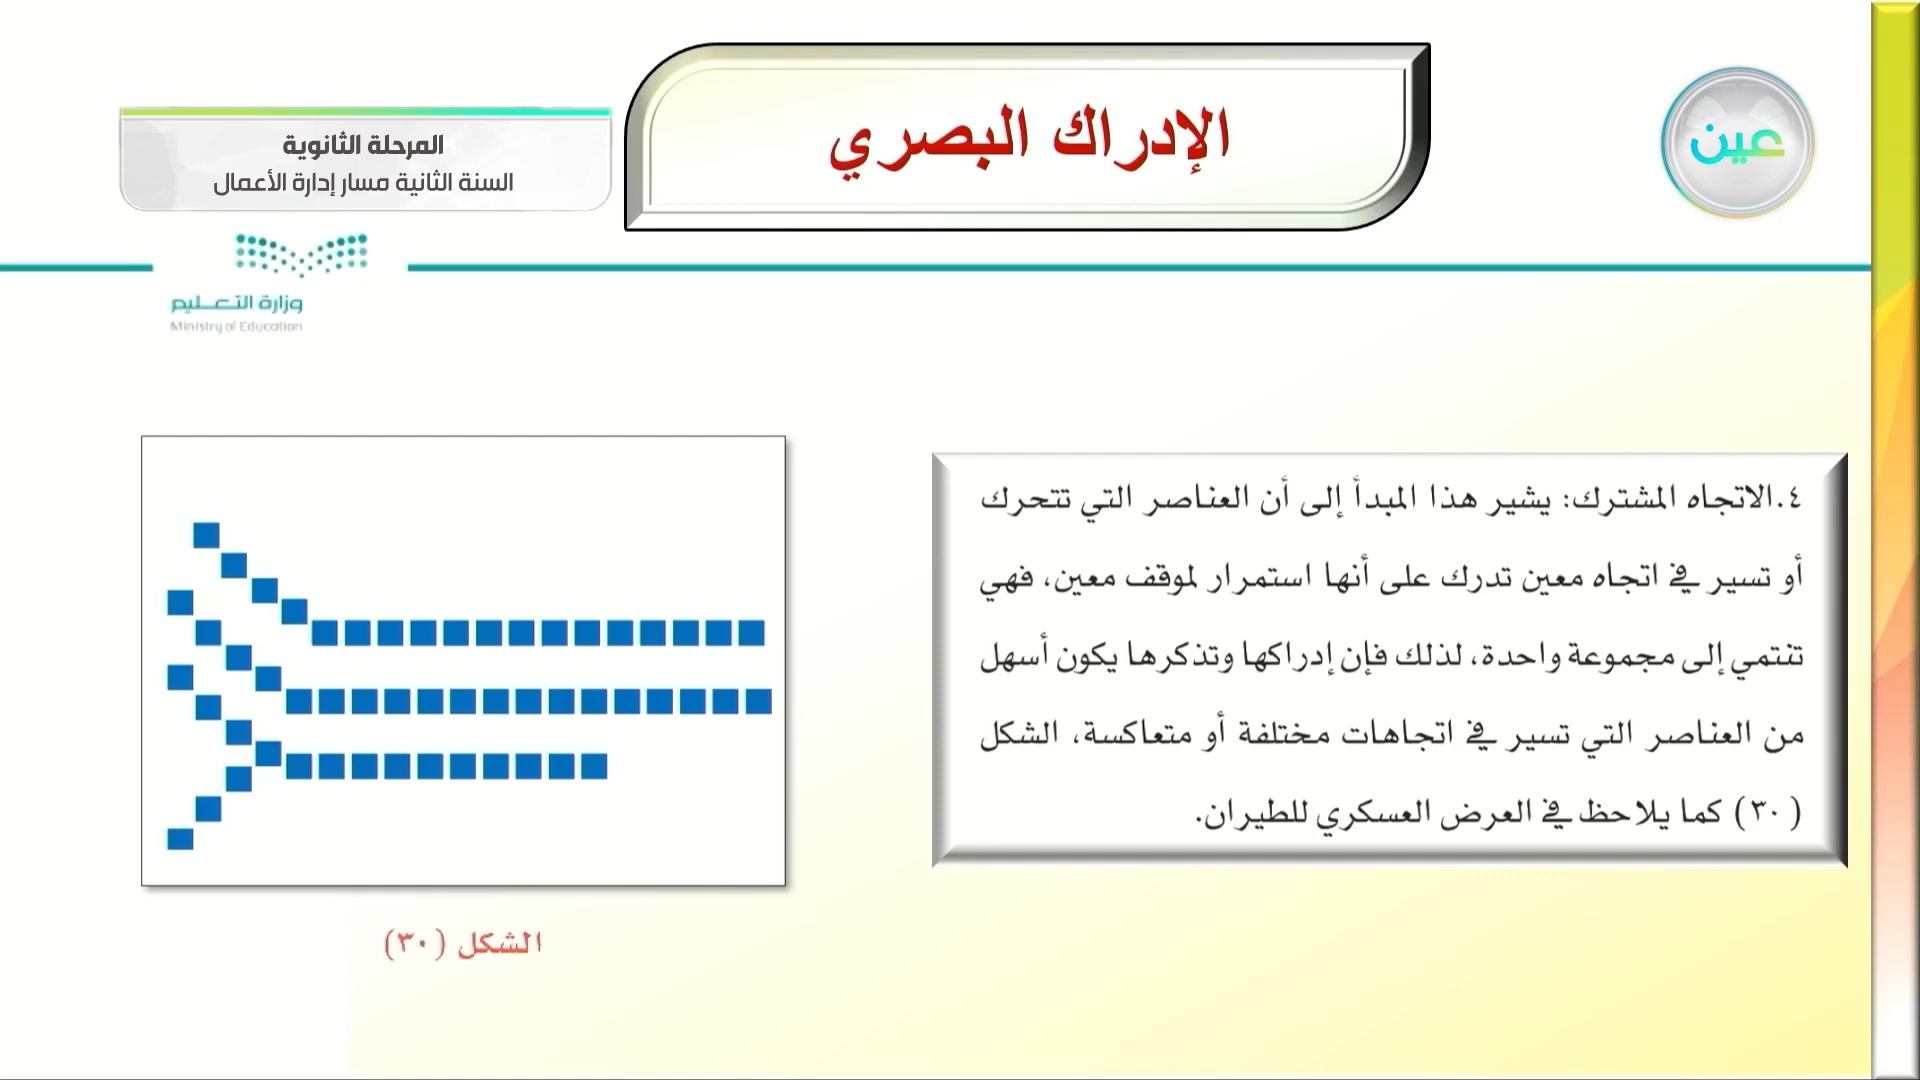 الإدراك البصري
عين
المرحلة الثانوية
السنة الثانية مسار إدارة الأعمال
وزارة التعليم
Ministry of Education
٤.الاتجاه المشترك: يشير هذا المبدأ إلى أن العناصر التي تتحرك
أو تسير في اتجاه معين تدرك على أنها استمرار لموقف معين، فهي
تنتمي إلى مجموعة واحدة، لذلك فإن إدراكها وتذكرها يكون أسهل
من العناصر التي تسير في اتجاهات مختلفة أو متعاكسة، الشكل
(٣٠) كما يلاحظ في العرض العسكري للطيران.
الشكل (٣٠)